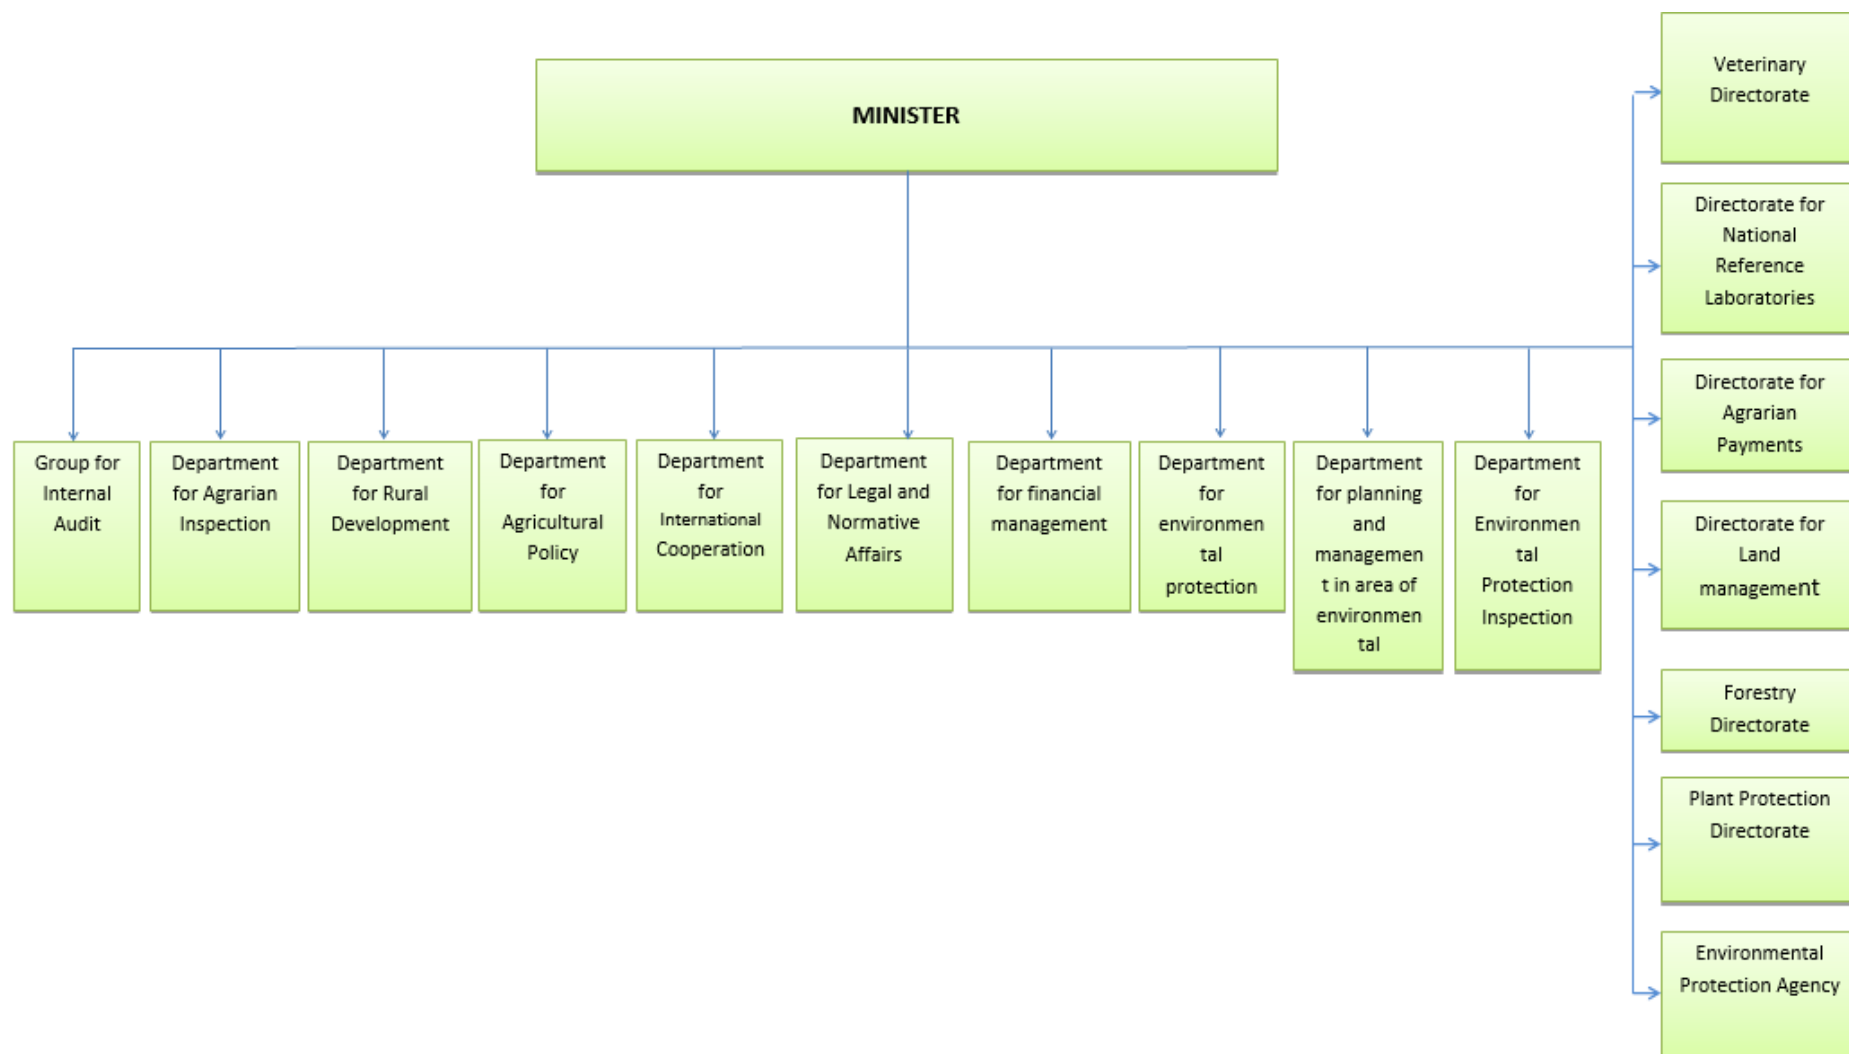 MINISTER
Group for
Internal
Audit
Department
for Agrarian
Inspection
Department
for Rural
Development
Department
for
Agricultural
Policy
Department
for
International
Cooperation
Department
for Legal and
Normative
Affairs
Department
for financial
management
Department
for
environmen
tal
protection
Department
for planning
and
managemen
t in area of
environmen
tal
Department
for
Environmen
tal
Protection
Inspection
Veterinary
Directorate
Directorate for
National
Reference
Laboratories
Directorate for
Agrarian
Payments
Directorate for
Land
management
Forestry
Directorate
Plant Protection
Directorate
Environmental
Protection Agency